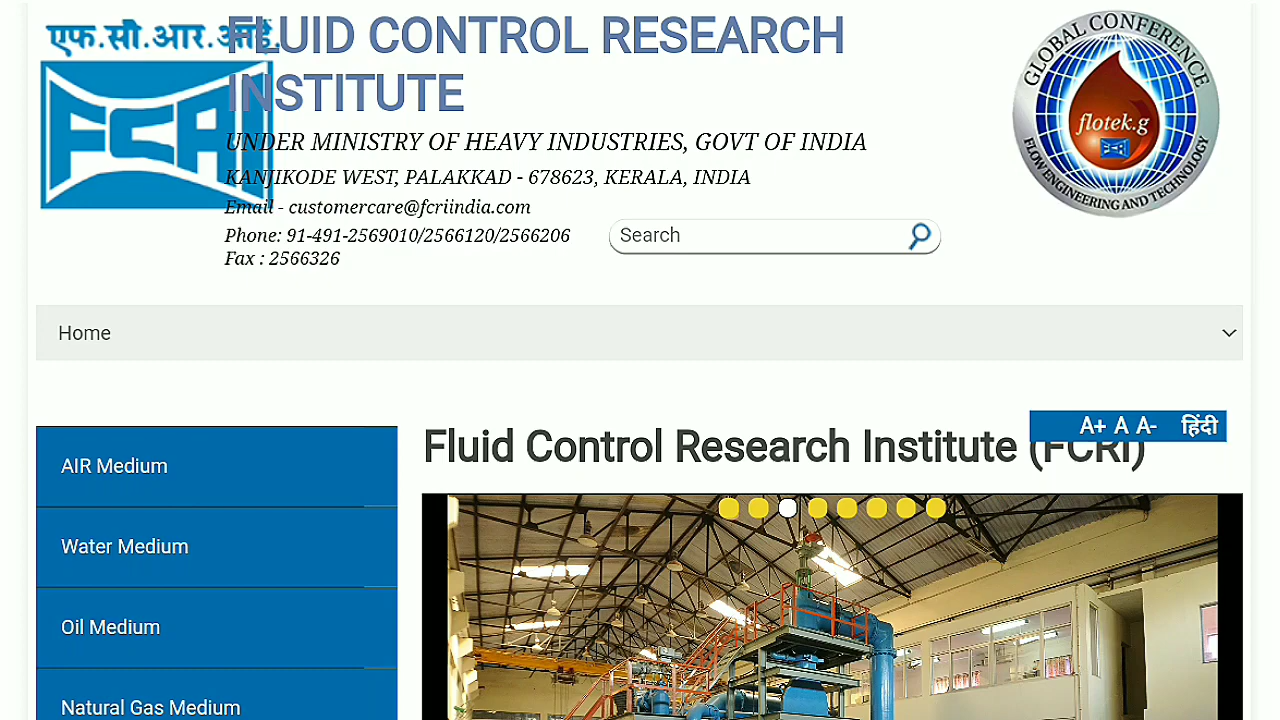 एफ.सी.आर.आई.
FCRI
FLUID CONTROL RESEARCH
INSTITUTE
UNDER MINISTRY OF HEAVY INDUSTRIES, GOVT OF INDIA
KANJIKODE WEST, PALAKKAD - 678623, KERALA, INDIA
Email - customercare@fcriindia.com
Phone: 91-491-2569010/2566120/2566206
Fax : 2566326
Search
GLOBAL CONFERENCE
flotek.g
FLOW ENGINEERING AND TECHNOLOGY
Home
A+ A A- हिंदी
Fluid Control Research Institute (FCRI)
AIR Medium
Water Medium
Oil Medium
Natural Gas Medium